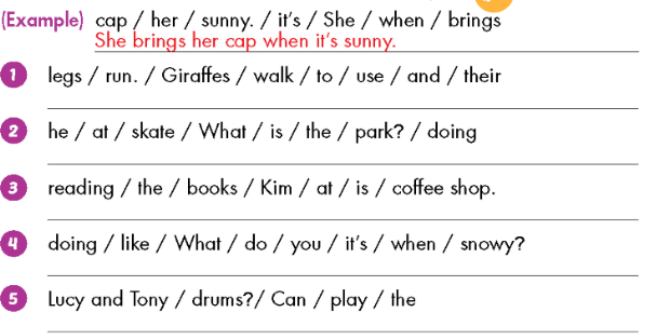 (Example) cap / her / sunny. / it's / She / when / brings
She brings her cap when it's sunny.
1 legs / run. / Giraffes / walk / to / use / and / their
2 he / at / skate / What / is / the / park? / doing
3 reading / the / books / Kim / at / is / coffee shop.
4 doing / like / What / do / you / it's / when / snowy?
5 Lucy and Tony / drums?/ Can / play / the